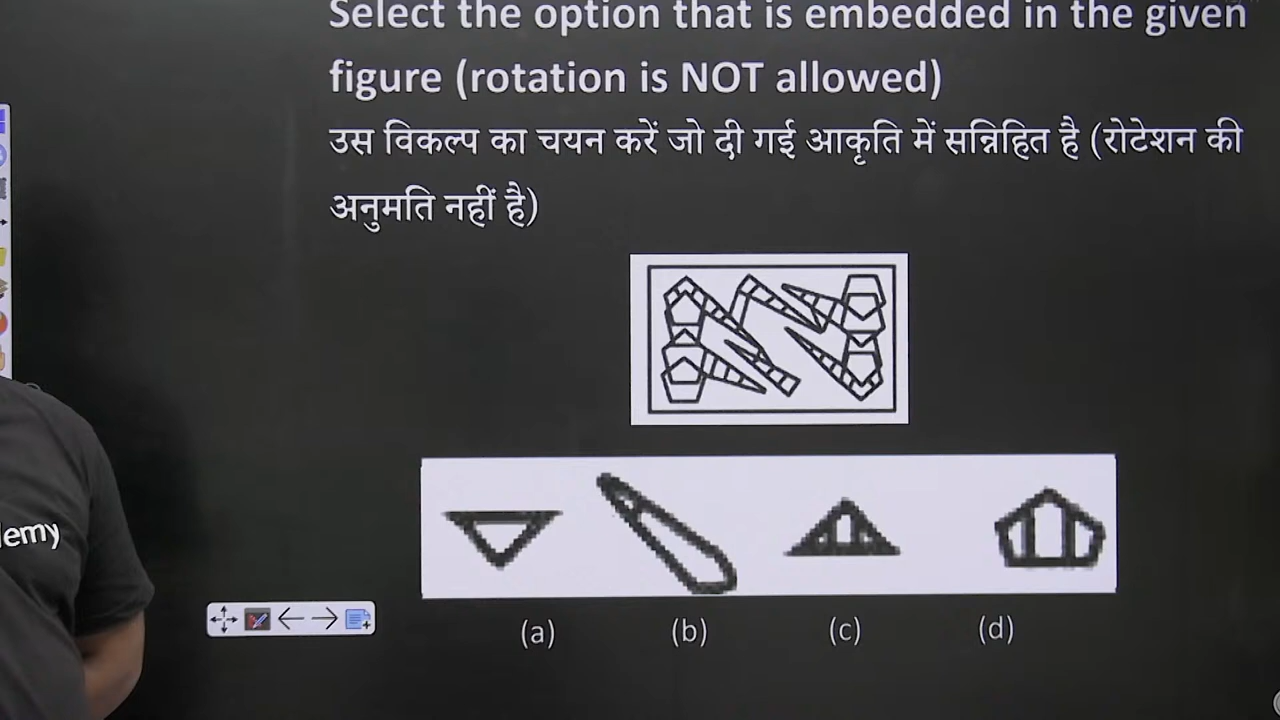 Select the option that is embedded in the given
figure (rotation is NOT allowed)
उस विकल्प का चयन करें जो दी गई आकृति में सन्निहित है (रोटेशन की
अनुमति नहीं है)
lemy
(a) (b) (c) (d)